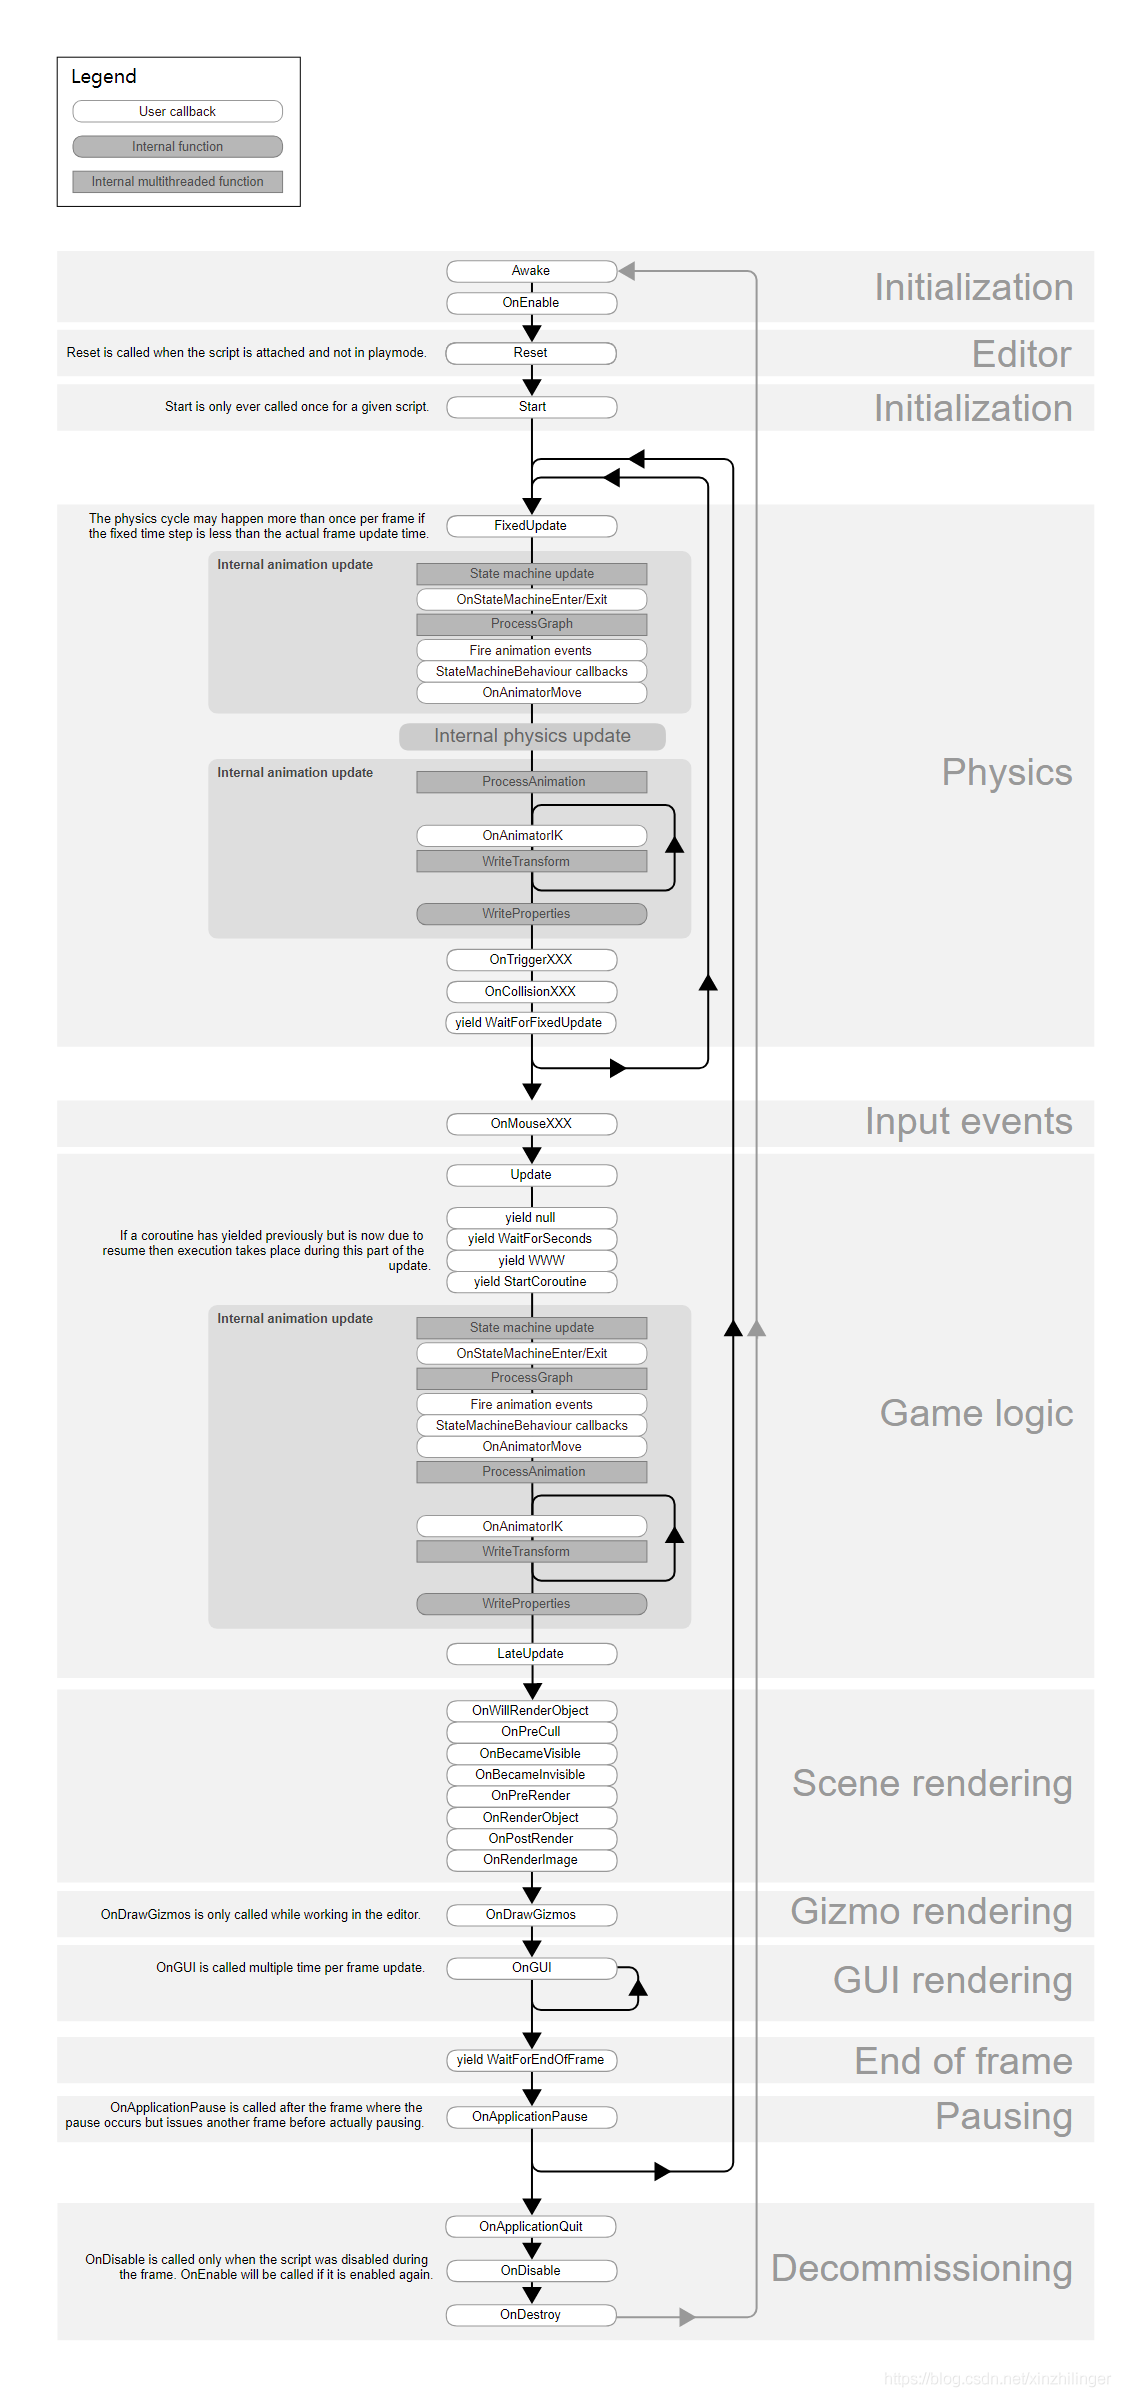 Legend
User callback
Internal function
Internal multithreaded function
Awake
Initialization
OnEnable
Reset is called when the script is attached and not in playmode.
Reset
Editor
Start is only ever called once for a given script.
Start
Initialization
The physics cycle may happen more than once per frame if
the fixed time step is less than the actual frame update time.
FixedUpdate
Internal animation update
State machine update
OnStateMachineEnter/Exit
ProcessGraph
Fire animation events
StateMachineBehaviour callbacks
OnAnimatorMove
Internal physics update
Physics
Internal animation update
ProcessAnimation
OnAnimatorIK
WriteTransform
WriteProperties
OnTriggerXXX
OnCollisionXXX
yield WaitForFixedUpdate
OnMouseXXX
Input events
Update
yield null
If a coroutine has yielded previously but is now due to
resume then execution takes place during this part of the
update.
yield WaitForSeconds
yield WWW
yield StartCoroutine
Internal animation update
State machine update
OnStateMachineEnter/Exit
ProcessGraph
Fire animation events
Game logic
StateMachineBehaviour callbacks
OnAnimatorMove
ProcessAnimation
OnAnimatorIK
WriteTransform
WriteProperties
LateUpdate
OnWillRenderObject
OnPreCull
OnBecameVisible
OnBecameInvisible
Scene rendering
OnPreRender
OnRenderObject
OnPostRender
OnRenderImage
OnDrawGizmos is only called while working in the editor.
OnDrawGizmos
Gizmo rendering
OnGUI is called multiple time per frame update.
OnGUI
GUI rendering
yield WaitForEndOfFrame
End of frame
OnApplicationPause is called after the frame where the
pause occurs but issues another frame before actually pausing.
OnApplicationPause
Pausing
OnApplicationQuit
OnDisable is called only when the script was disabled during
the frame. OnEnable will be called if it is enabled again.
OnDisable
Decommissioning
OnDestroy
https://blog.csdn.net/xinzhilinger